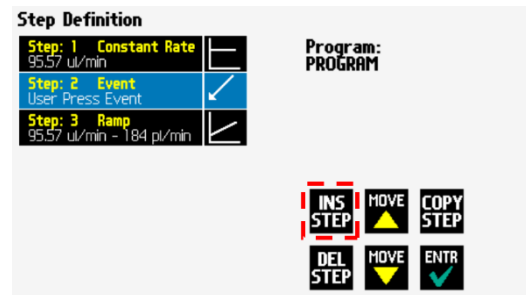 Step Definition
Step: 1 Constant Rate
95.57 ul/min
Step: 2 Event
User Press Event
Step: 3 Ramp
95.57 ul/min - 184 pl/min
Program:
PROGRAM
INS
STEP
MOVE
COPY
STEP
DEL
STEP
MOVE
ENTR